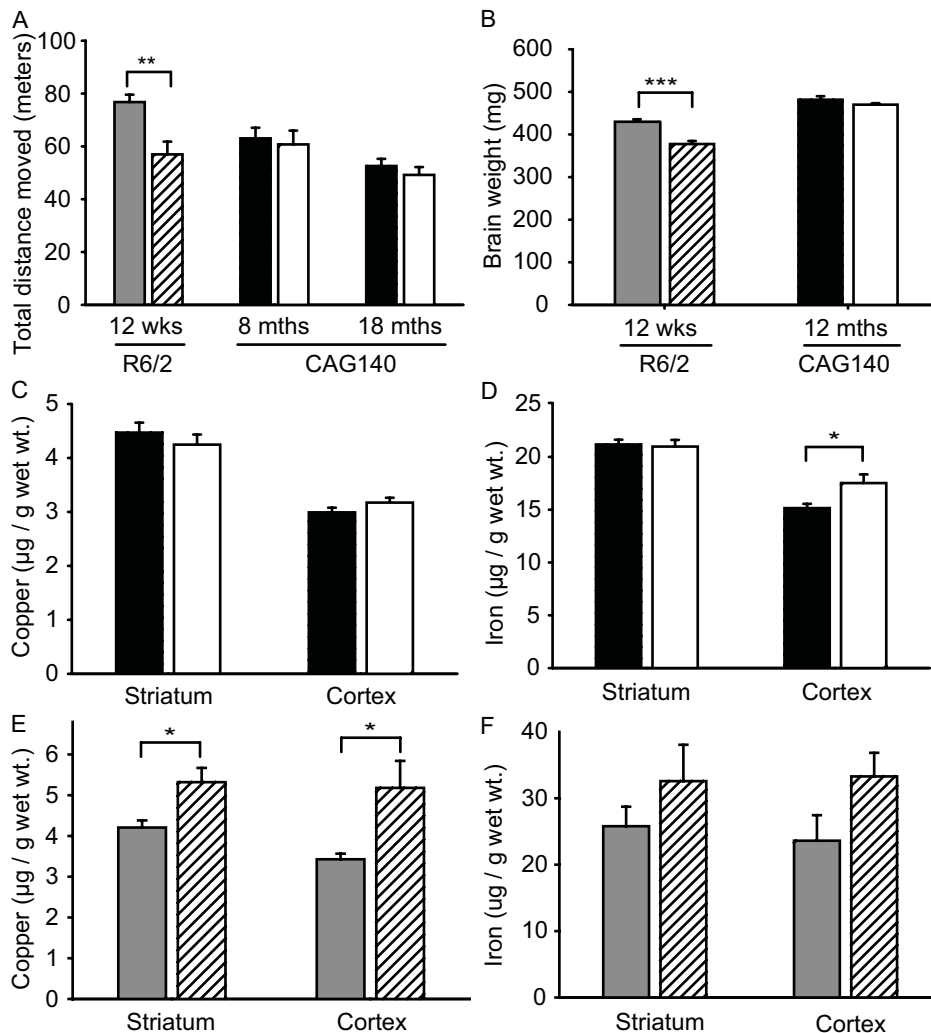 A
Total distance moved (meters)
100
80
60
40
20
0
**
12 wks
8 mths
18 mths
R6/2
CAG140
B
Brain weight (mg)
600
500
400
300
200
100
0
***
12 wks
12 mths
R6/2
CAG140
C
Copper (µg / g wet wt.)
5
4
3
2
1
0
Striatum
Cortex
D
Iron (µg / g wet wt.)
25
20
15
10
5
0
*
Striatum
Cortex
E
Copper (µg / g wet wt.)
6
5
4
3
2
1
0
*
*
Striatum
Cortex
F
Iron (ug / g wet wt.)
40
30
20
10
0
Striatum
Cortex